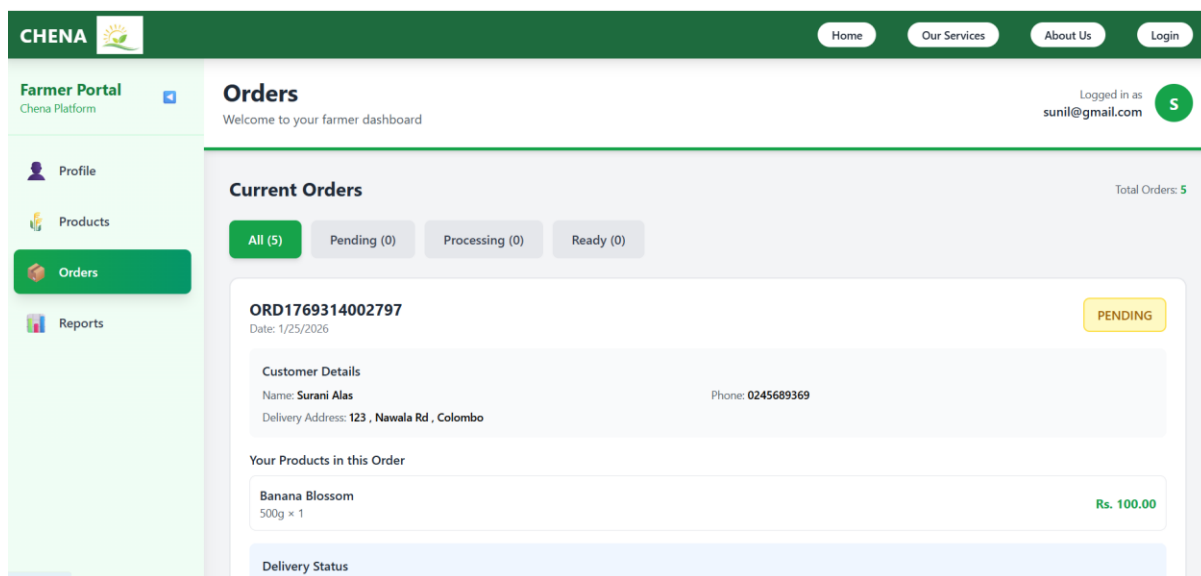 CHENA
Home
Our Services
About Us
Login
Farmer Portal
Chena Platform
Profile
Products
Orders
Reports
Orders
Welcome to your farmer dashboard
Logged in as
sunil@gmail.com
S
Current Orders
Total Orders: 5
All (5)
Pending (0)
Processing (0)
Ready (0)
ORD1769314002797
Date: 1/25/2026
PENDING
Customer Details
Name: Surani Alas
Phone: 0245689369
Delivery Address: 123 , Nawala Rd , Colombo
Your Products in this Order
Banana Blossom
500g × 1
Rs. 100.00
Delivery Status